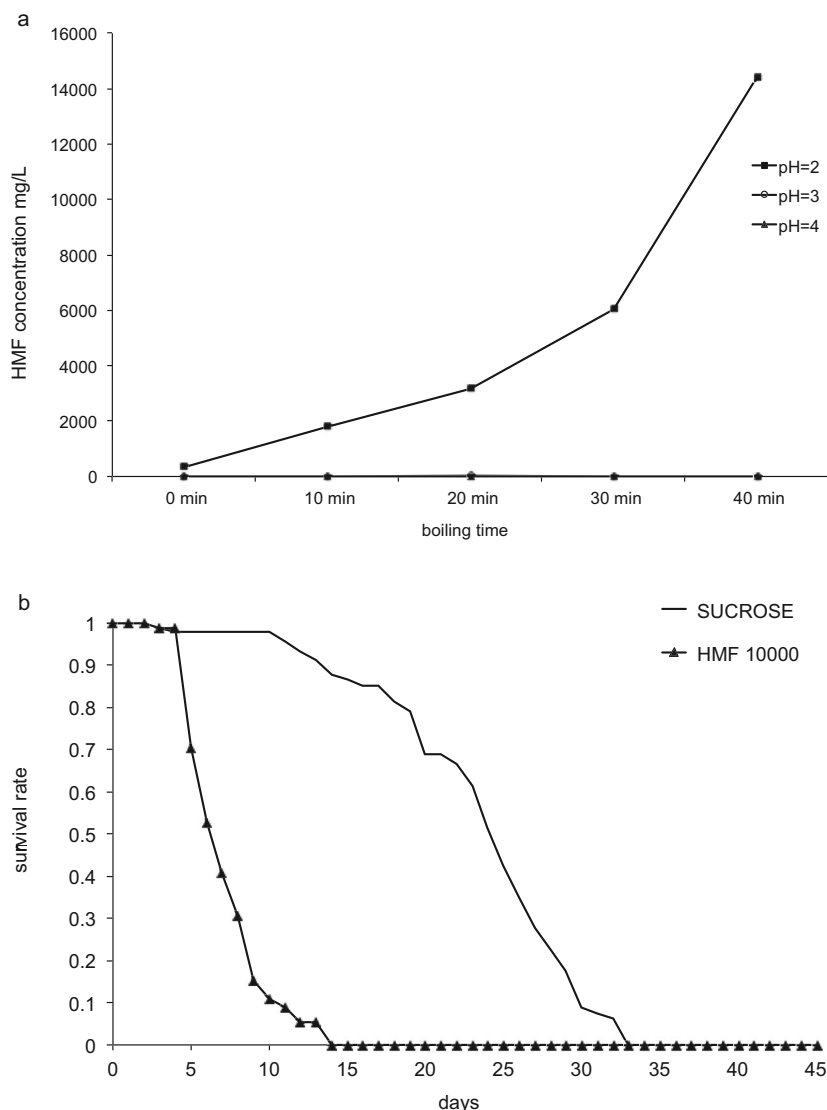 a
16000
14000
12000
10000
8000
6000
4000
2000
0
HMF concentration mg/L
pH=2
pH=3
pH=4
0 min 10 min 20 min 30 min 40 min
boiling time
b
SUCROSE
HMF 10000
1
0.9
0.8
0.7
0.6
0.5
0.4
0.3
0.2
0.1
0
survival rate
0 5 10 15 20 25 30 35 40 45
days